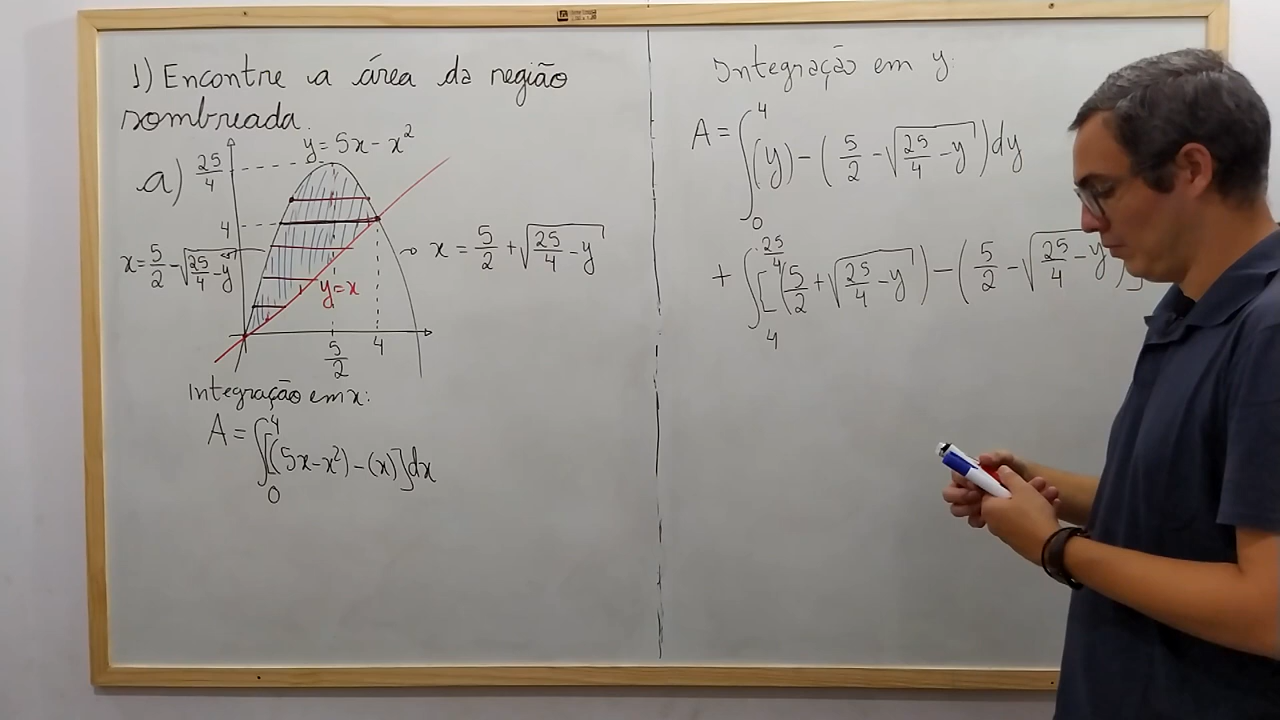 1) Encontre a área da região
sombreada.
a)
y = 5x - x²
25/4
4
x = 5/2 - √(25/4 - y)
x = 5/2 + √(25/4 - y)
y = x
5/2
4
Integração em x:
A = ∫₀⁴ [(5x - x²) - (x)] dx
Integração em y:
A = ∫₀⁴ (y) - (5/2 - √(25/4 - y)) dy
+ ∫₄^(25/4) [(5/2 + √(25/4 - y)) - (5/2 - √(25/4 - y))]